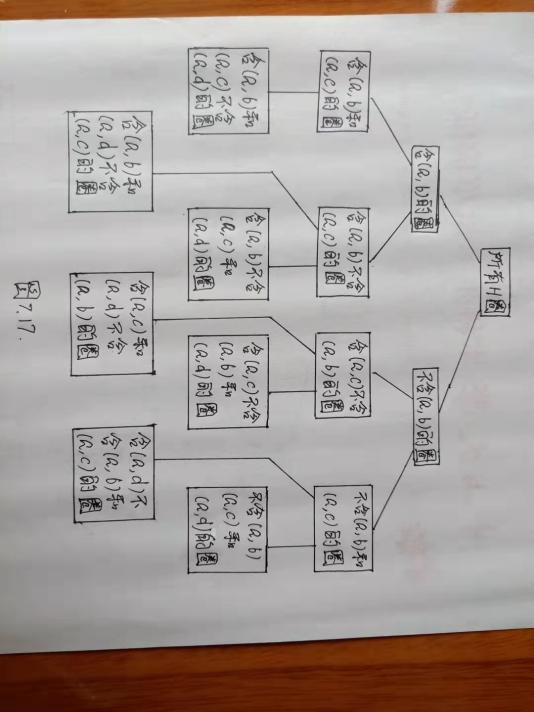 所有H圈
含(a,b)的圈
不含(a,b)的圈
含(a,b)和
(a,c)的圈
含(a,b)不含
(a,c)的圈
含(a,c)不含
(a,b)的圈
不含(a,b)和
(a,c)的圈
含(a,b)和
(a,c)不含
(a,d)的圈
含(a,b)不含
(a,c)和
(a,d)的圈
含(a,c)不含
(a,b)和
(a,d)的圈
不含(a,b)
(a,c)和
(a,d)的圈
含(a,b)和
(a,d)不含
(a,c)的圈
含(a,c)和
(a,d)不含
(a,b)的圈
含(a,d)不
含(a,b)和
(a,c)的圈
图7.17.